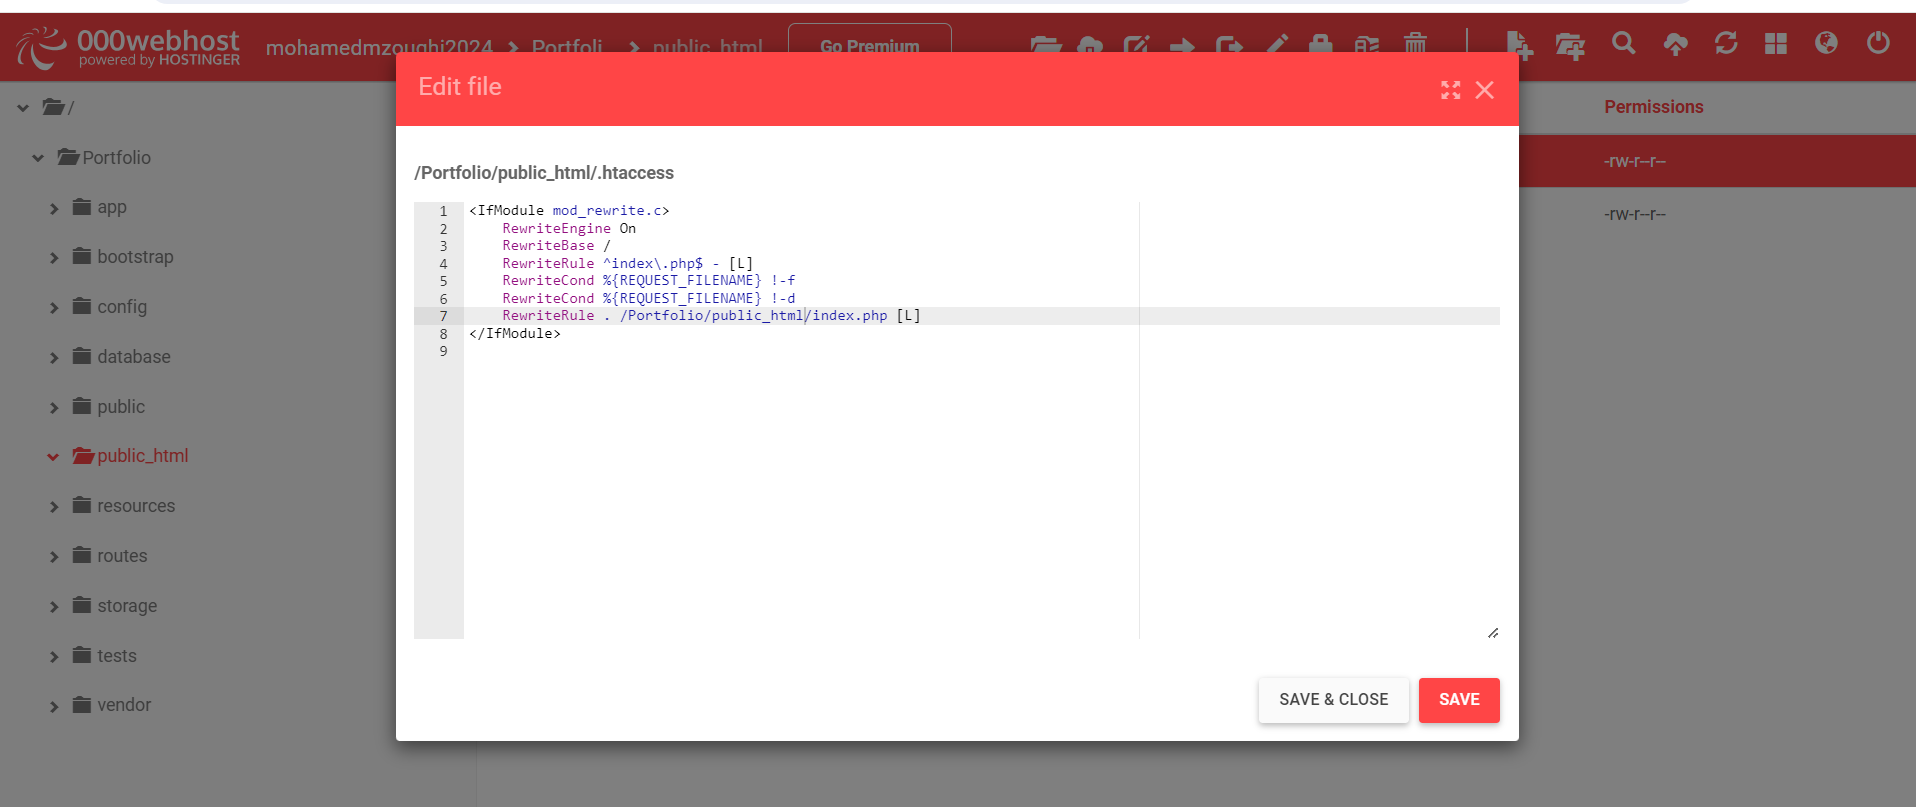 000webhost
powered by HOSTINGER
mohamedmzoughi2024 Portfoli public_html Go Premium
Edit file
/
Portfolio
app
bootstrap
config
database
public
public_html
resources
routes
storage
tests
vendor
/Portfolio/public_html/.htaccess
1 <IfModule mod_rewrite.c>
2 RewriteEngine On
3 RewriteBase /
4 RewriteRule ^index\.php$ - [L]
5 RewriteCond %{REQUEST_FILENAME} !-f
6 RewriteCond %{REQUEST_FILENAME} !-d
7 RewriteRule . /Portfolio/public_html/index.php [L]
8 </IfModule>
9
SAVE & CLOSE SAVE
Permissions
-rw-r--r--
-rw-r--r--